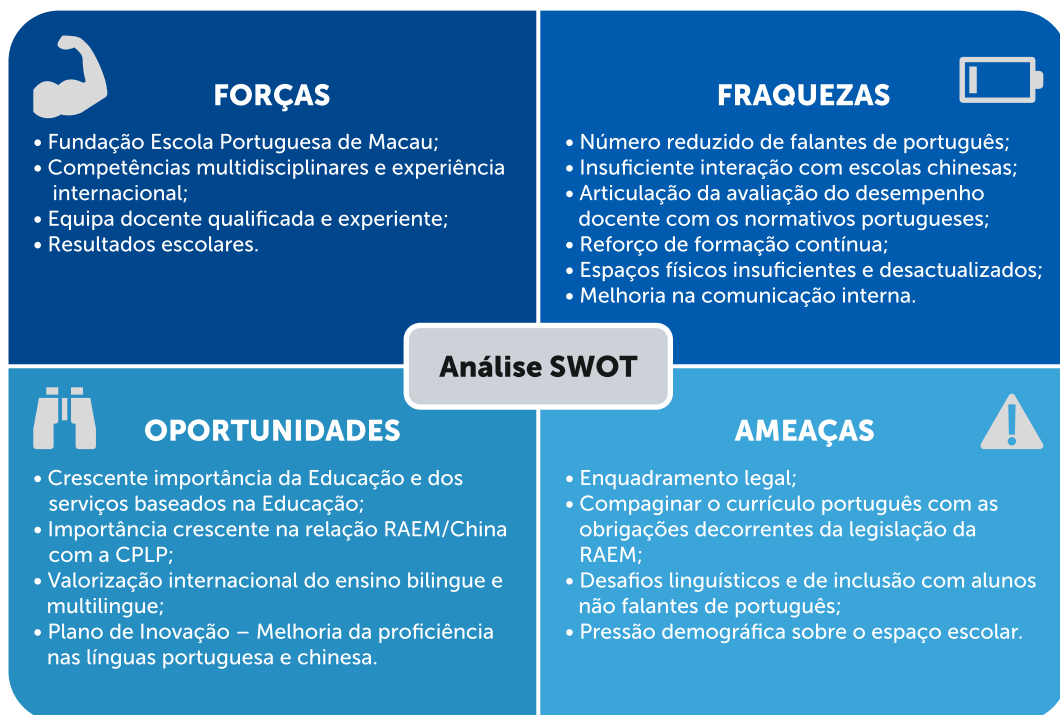 FORÇAS
• Fundação Escola Portuguesa de Macau;
• Competências multidisciplinares e experiência
internacional;
• Equipa docente qualificada e experiente;
• Resultados escolares.
FRAQUEZAS
• Número reduzido de falantes de português;
• Insuficiente interação com escolas chinesas;
• Articulação da avaliação do desempenho
docente com os normativos portugueses;
• Reforço de formação contínua;
• Espaços físicos insuficientes e desactualizados;
• Melhoria na comunicação interna.
Análise SWOT
OPORTUNIDADES
• Crescente importância da Educação e dos
serviços baseados na Educação;
• Importância crescente na relação RAEM/China
com a CPLP;
• Valorização internacional do ensino bilingue e
multilingue;
• Plano de Inovação – Melhoria da proficiência
nas línguas portuguesa e chinesa.
AMEAÇAS
• Enquadramento legal;
• Compaginar o currículo português com as
obrigações decorrentes da legislação da
RAEM;
• Desafios linguísticos e de inclusão com alunos
não falantes de português;
• Pressão demográfica sobre o espaço escolar.